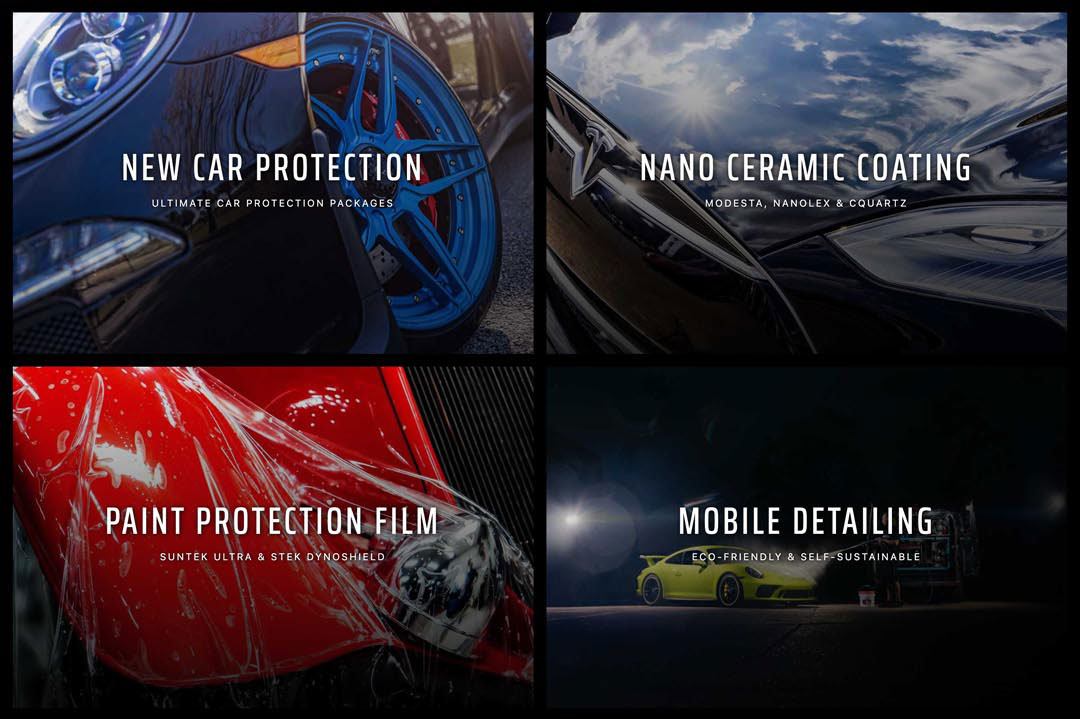 NEW CAR PROTECTION
ULTIMATE CAR PROTECTION PACKAGES
NANO CERAMIC COATING
MODESTA, NANOLEX & CQUARTZ
PAINT PROTECTION FILM
SUNTEK ULTRA & STEK DYNOSHIELD
MOBILE DETAILING
ECO-FRIENDLY & SELF-SUSTAINABLE